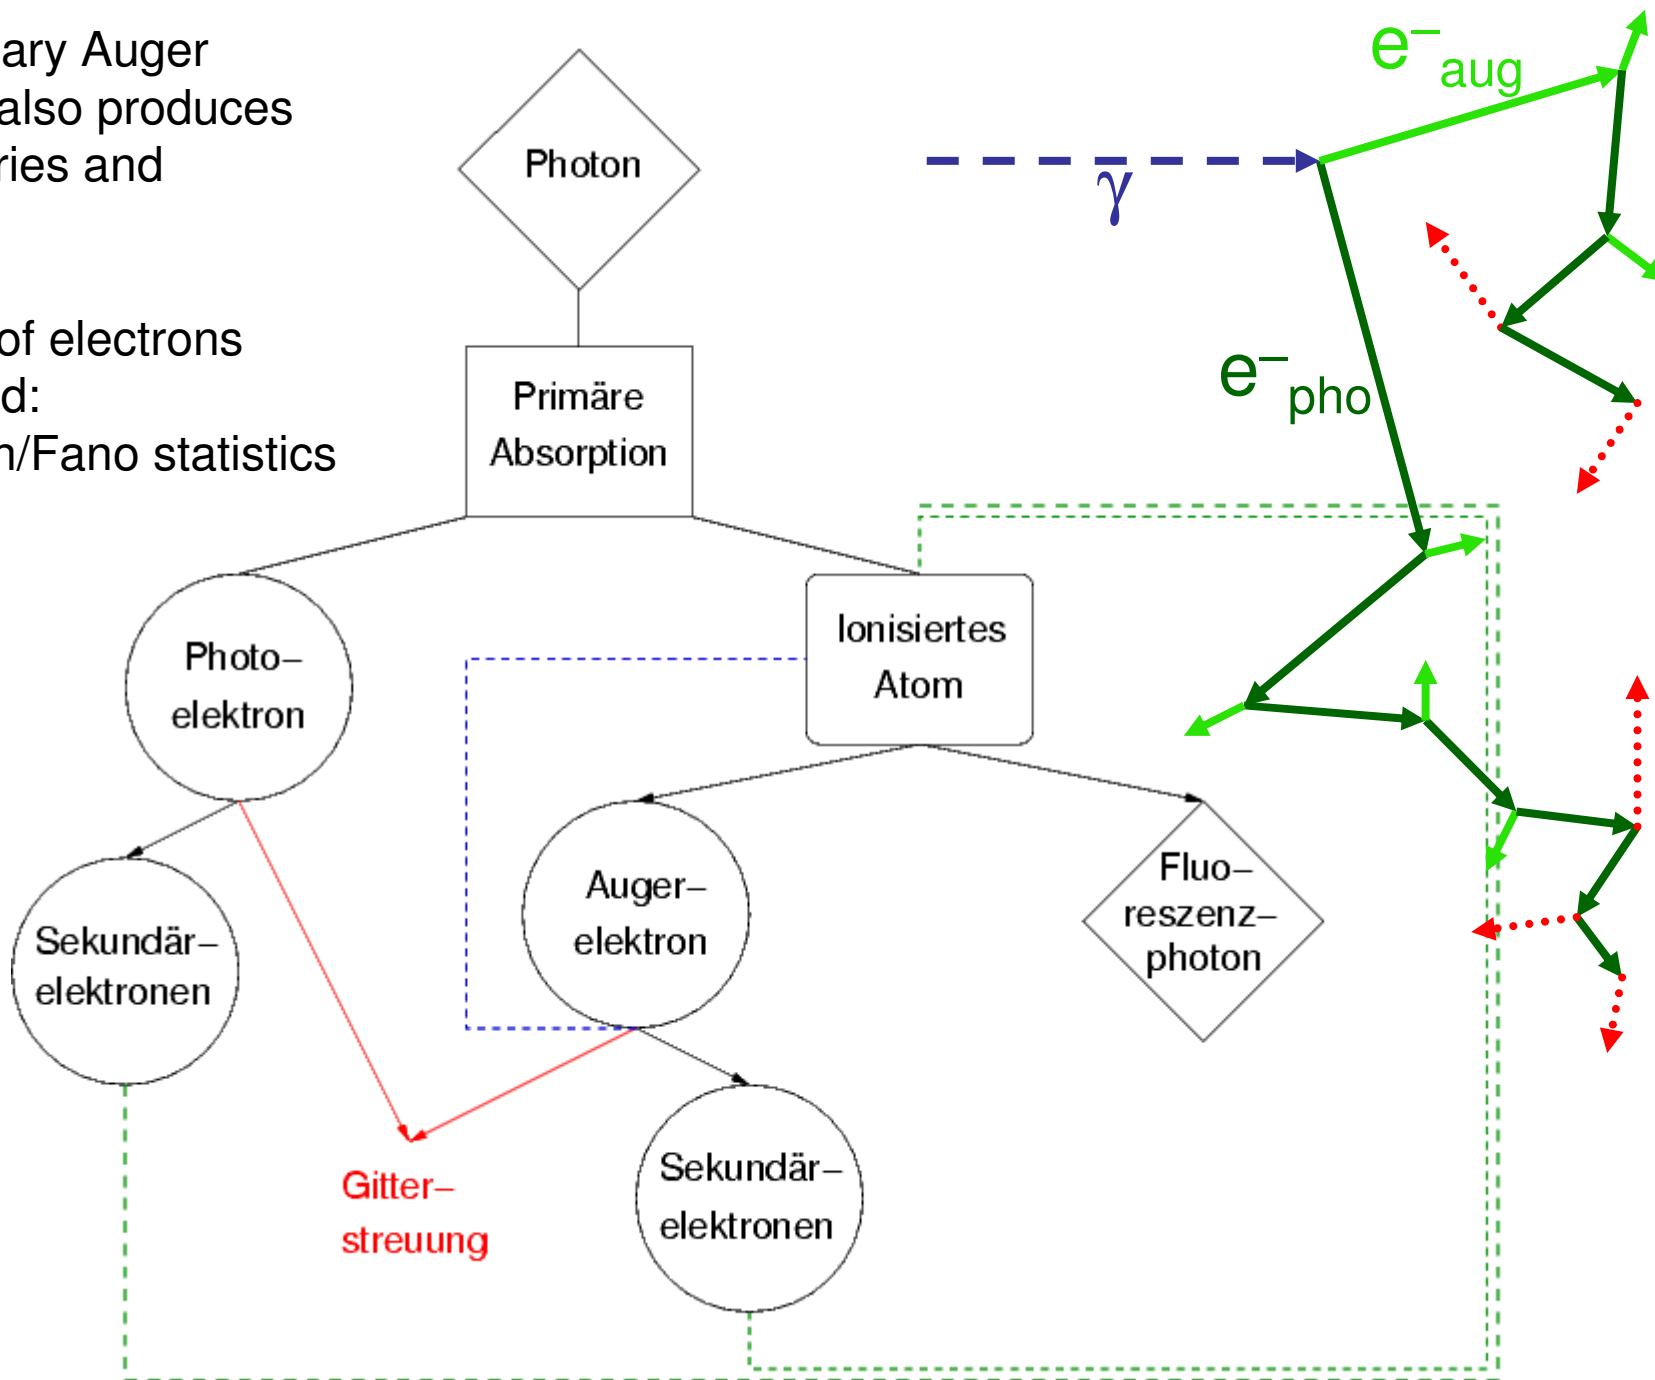 ary Auger
also produces
ries and
of electrons
d:
n/Fano statistics
Photon
Primäre
Absorption
Photo–
elektron
Ionisiertes
Atom
Sekundär–
elektronen
Auger–
elektron
Fluo–
reszenz–
photon
Gitter–
streuung
Sekundär–
elektronen
e–aug
γ
e–pho